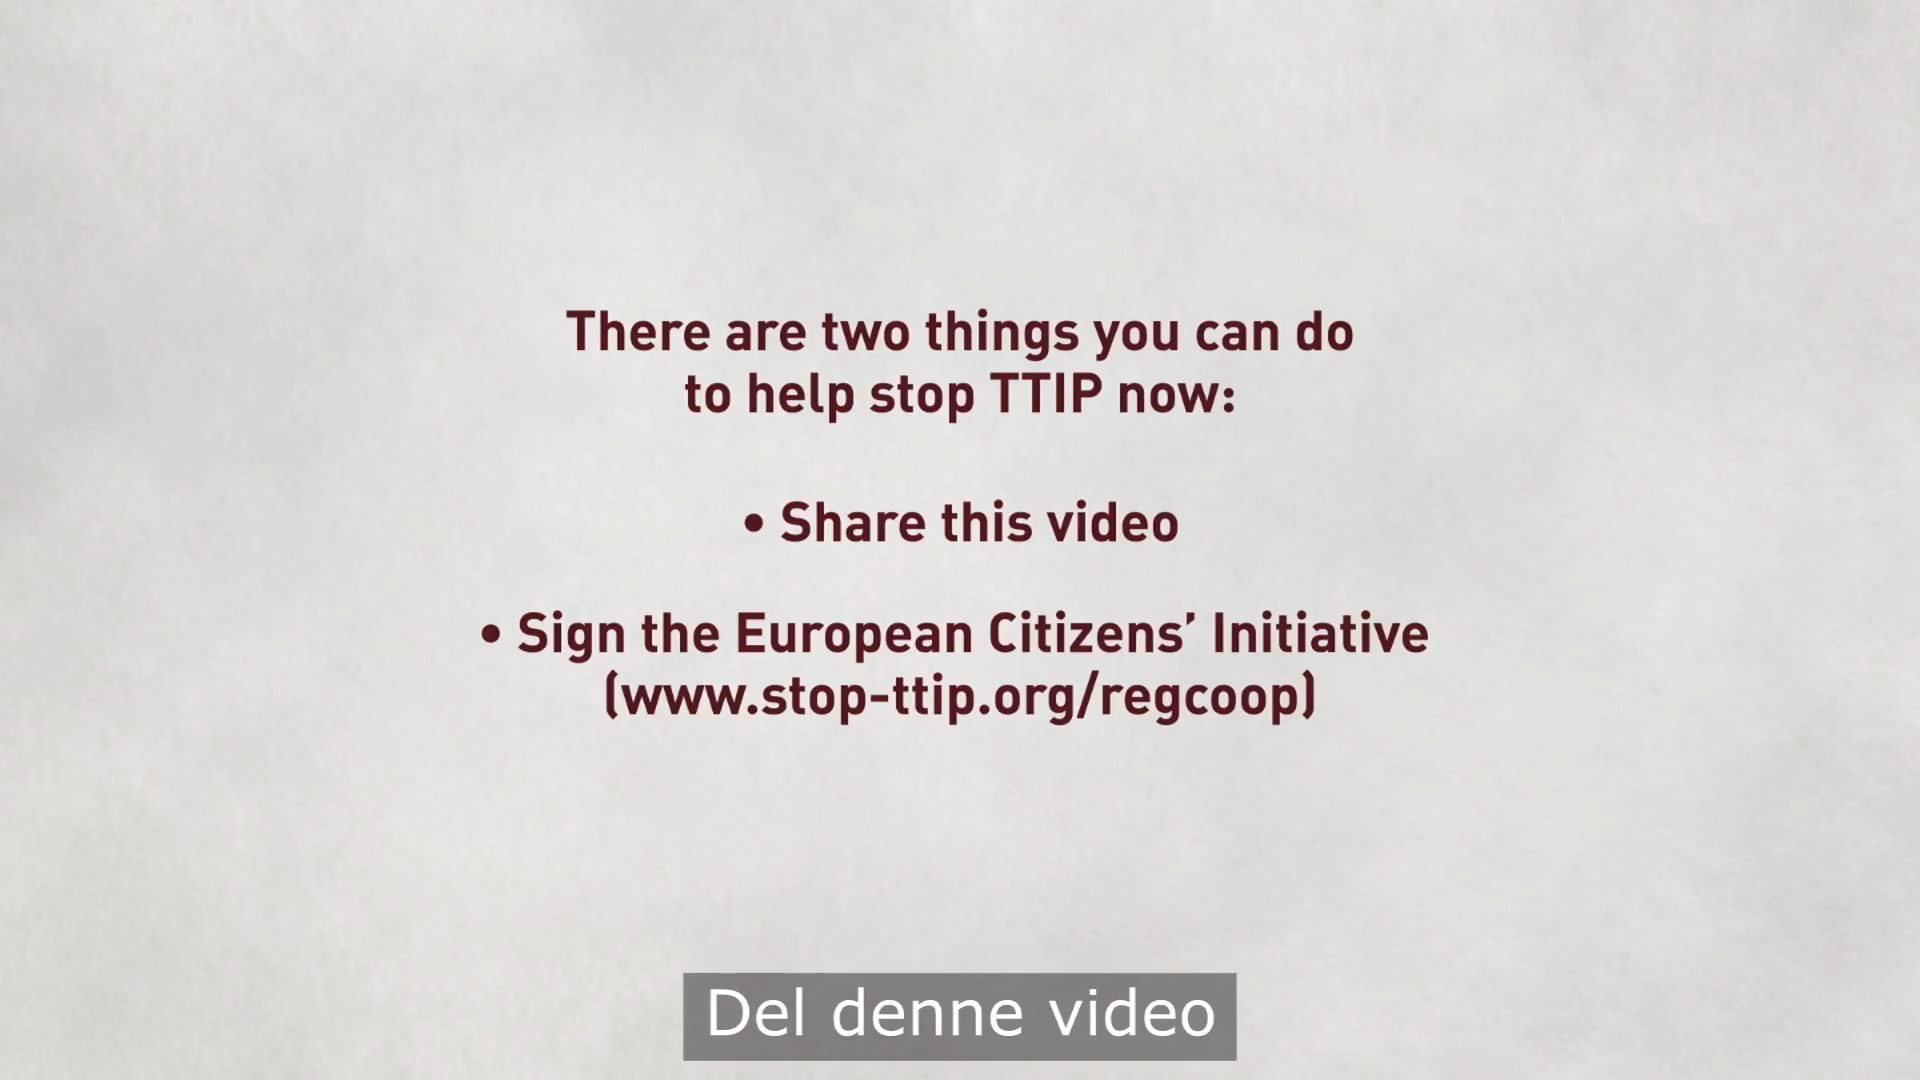 There are two things you can do
to help stop TTIP now:
• Share this video
• Sign the European Citizens’ Initiative
(www.stop-ttip.org/regcoop)
Del denne video